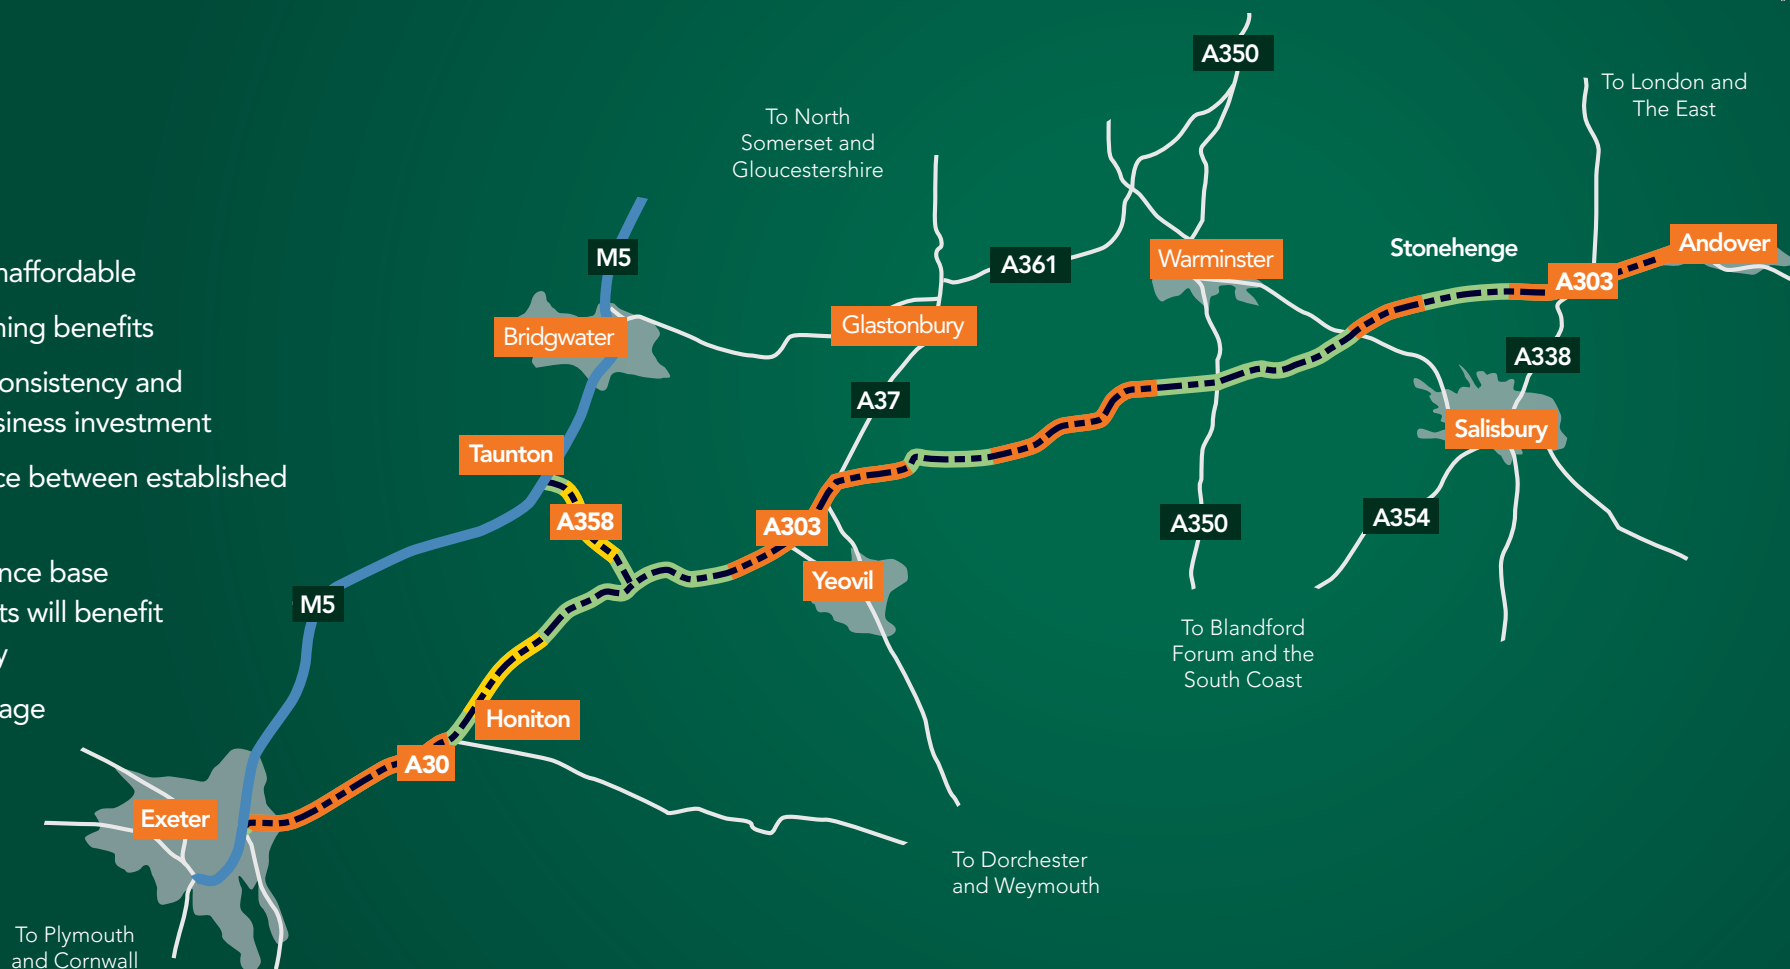 naffordable
ning benefits
onsistency and
siness investment
ce between established
nce base
ts will benefit
y
age
A350
To London and
The East
To North
Somerset and
Gloucestershire
M5
A361
Warminster
Stonehenge
Andover
A303
Bridgwater
Glastonbury
A338
A37
Salisbury
Taunton
A358
A303
A350
A354
Yeovil
M5
To Blandford
Forum and the
South Coast
Honiton
A30
Exeter
To Dorchester
and Weymouth
To Plymouth
and Cornwall